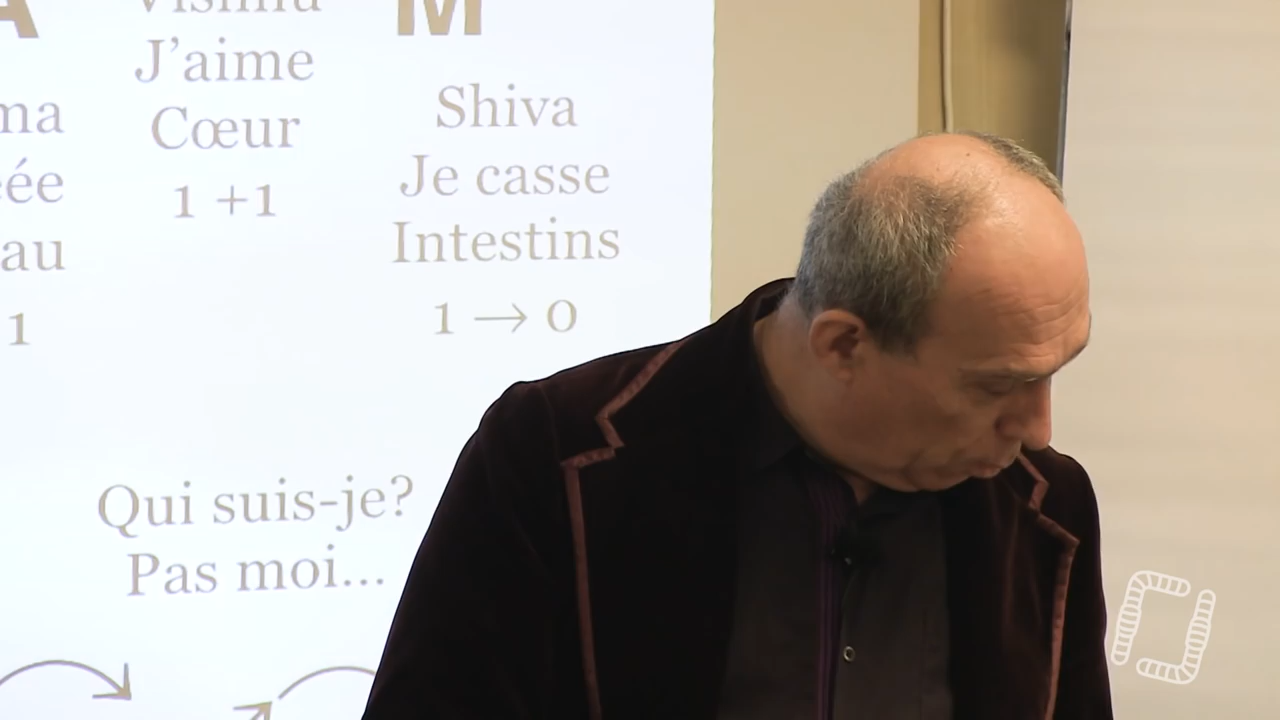 A
ma
ée
au
1
Vishnu
J'aime
Cœur
1 +1
M
Shiva
Je casse
Intestins
1 → 0
Qui suis-je?
Pas moi...